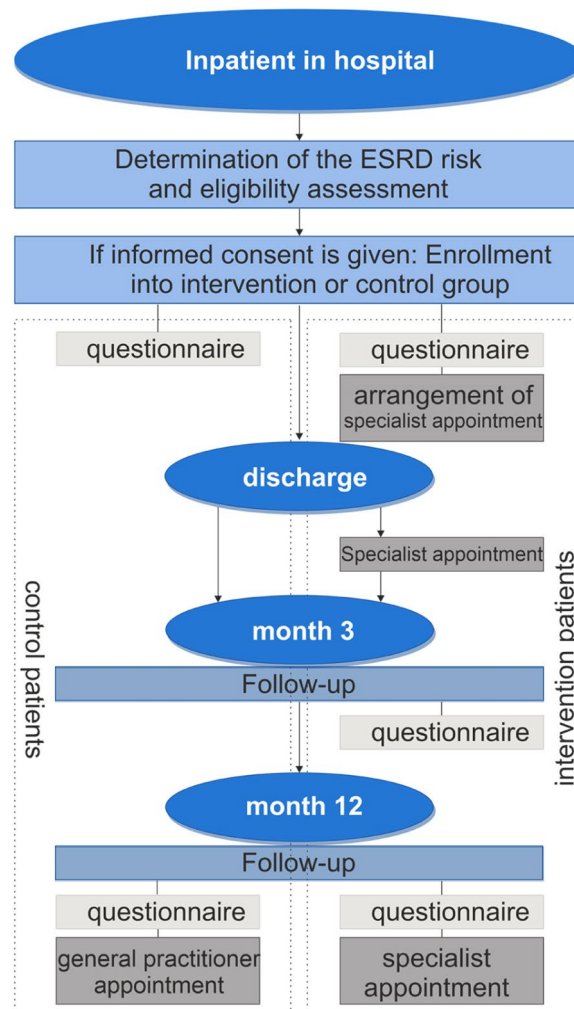 Inpatient in hospital
Determination of the ESRD risk
and eligibility assessment
If informed consent is given: Enrollment
into intervention or control group
questionnaire
questionnaire
arrangement of
specialist appointment
discharge
Specialist appointment
control patients
intervention patients
month 3
Follow-up
questionnaire
month 12
Follow-up
questionnaire
general practitioner
appointment
questionnaire
specialist
appointment